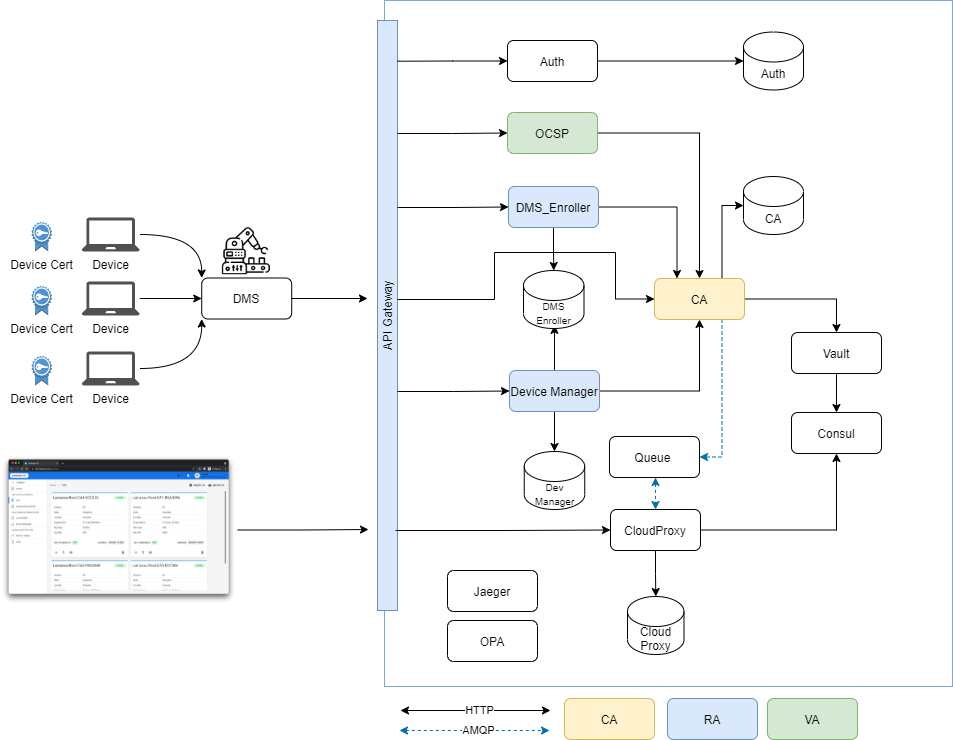 Auth
Auth
OCSP
DMS_Enroller
CA
Device Cert
Device
DMS
Device Cert
Device
Device Cert
Device
API Gateway
DMS
Enroller
CA
Vault
Device Manager
Consul
Queue
Dev
Manager
CloudProxy
Jaeger
OPA
Cloud
Proxy
HTTP
AMQP
CA
RA
VA